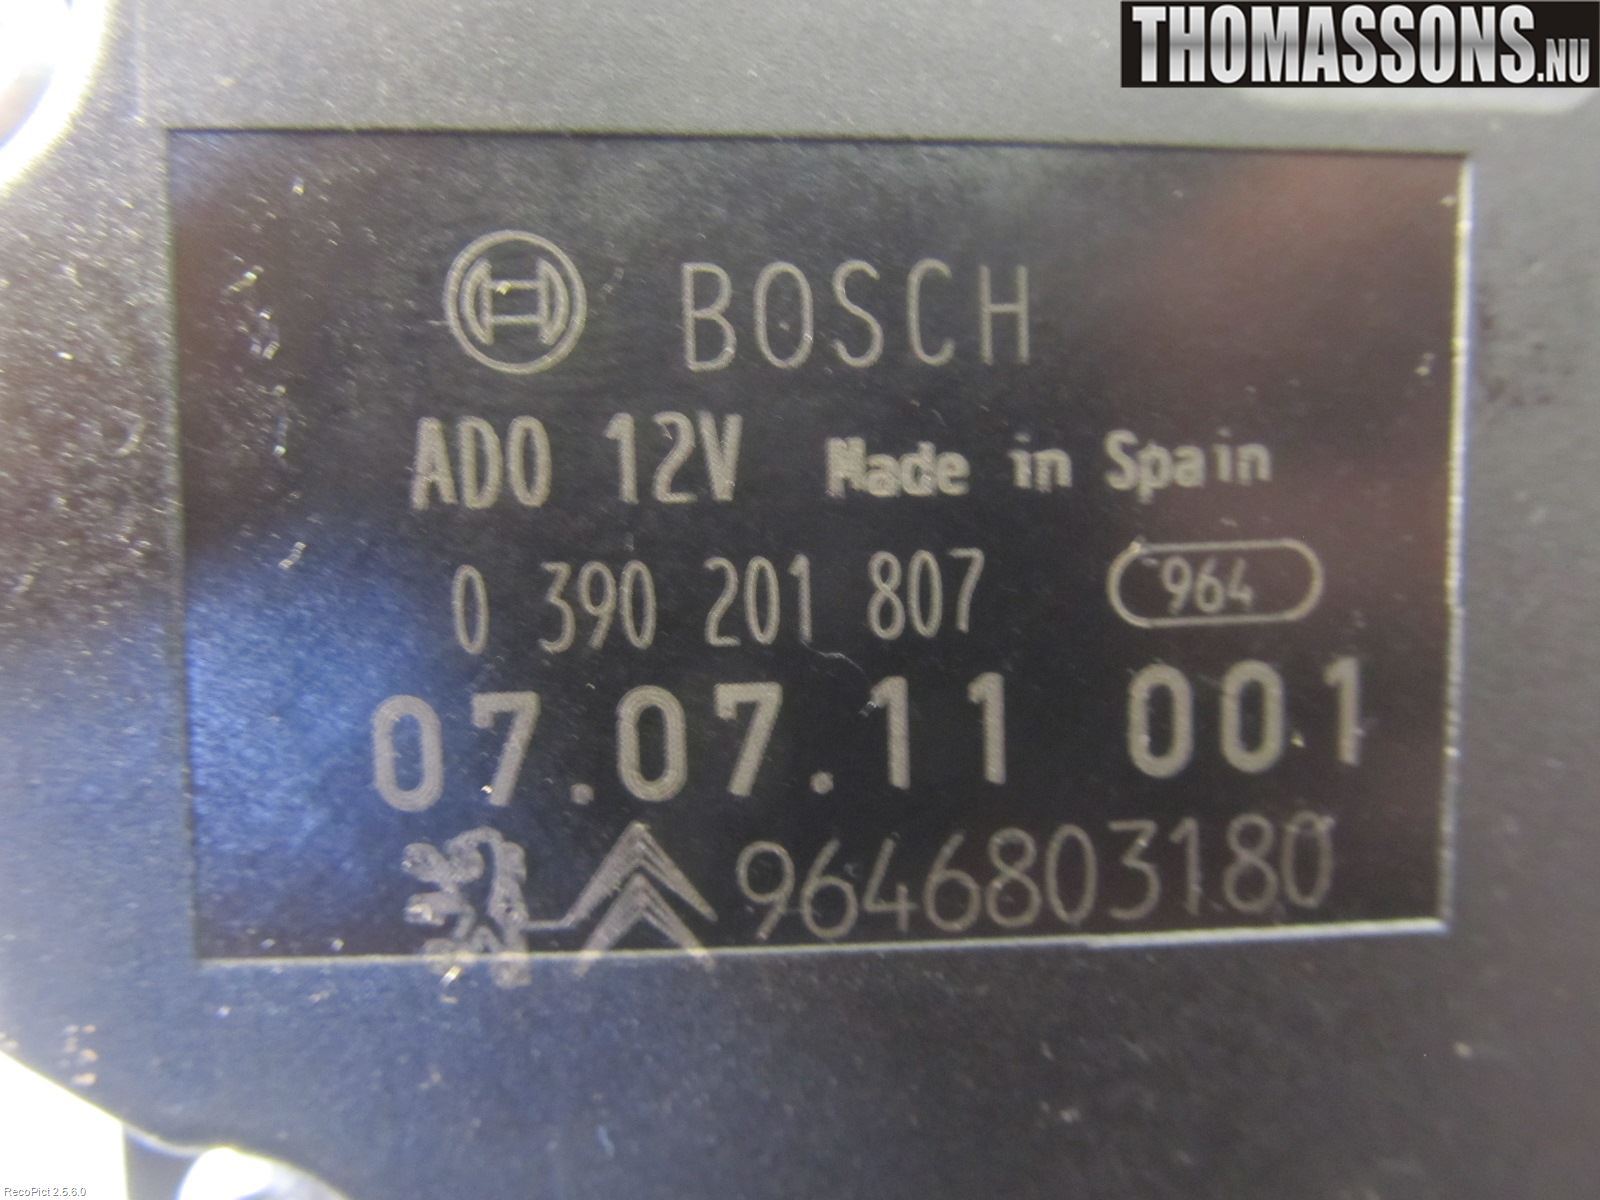 THOMASSONS.NU
BOSCH
ADO 12V Made in Spain
0 390 201 807 964
07.07.11 001
9646803180
RecoPict 2.5.6.0